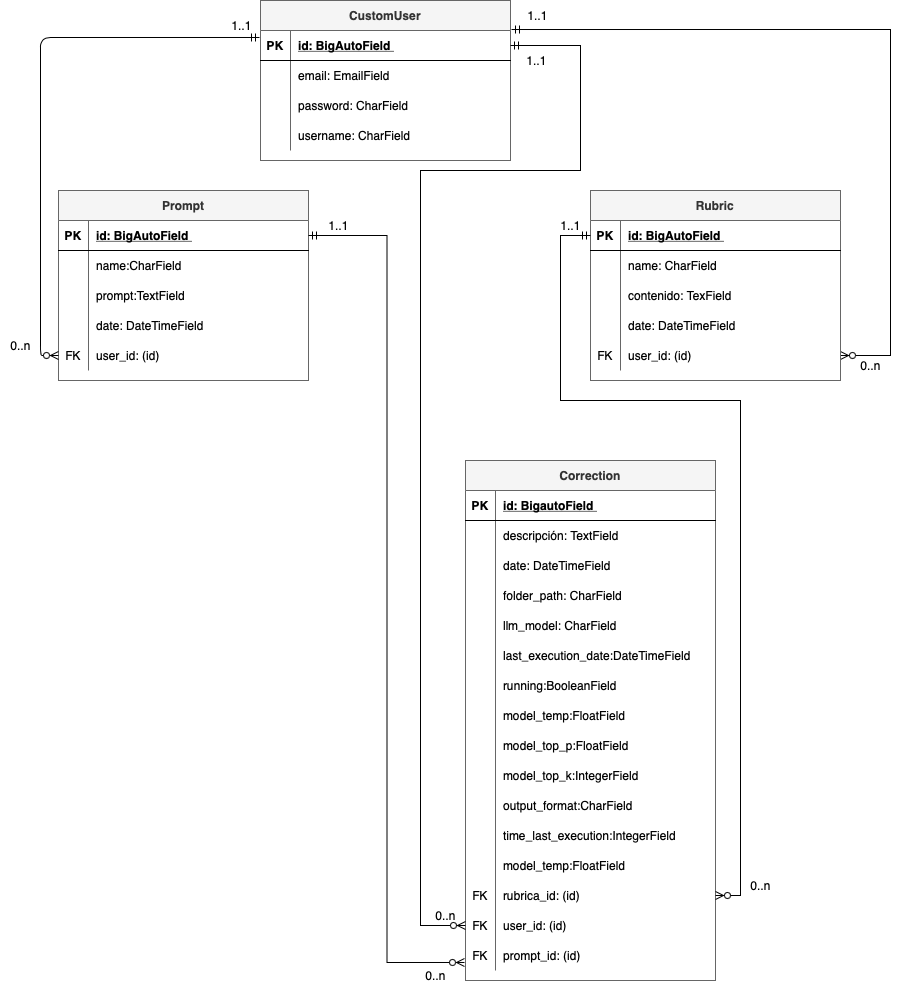 CustomUser
PK id: BigAutoField
email: EmailField
password: CharField
username: CharField
1..1
1..1
1..1
Prompt
PK id: BigAutoField
name:CharField
prompt:TextField
date: DateTimeField
FK user_id: (id)
0..n
1..1
Rubric
PK id: BigAutoField
name: CharField
contenido: TexField
date: DateTimeField
FK user_id: (id)
1..1
0..n
Correction
PK id: BigautoField
descripción: TextField
date: DateTimeField
folder_path: CharField
llm_model: CharField
last_execution_date:DateTimeField
running:BooleanField
model_temp:FloatField
model_top_p:FloatField
model_top_k:IntegerField
output_format:CharField
time_last_execution:IntegerField
model_temp:FloatField
FK rubrica_id: (id)
FK user_id: (id)
FK prompt_id: (id)
0..n
0..n
0..n